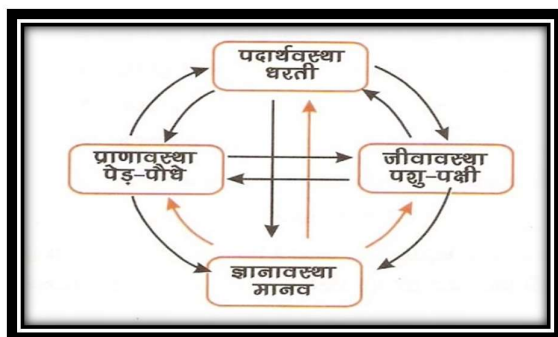 पदार्थवस्था
धरती
प्राणावस्था
पेड़-पौधे
जीवावस्था
पशु-पक्षी
ज्ञानावस्था
मानव